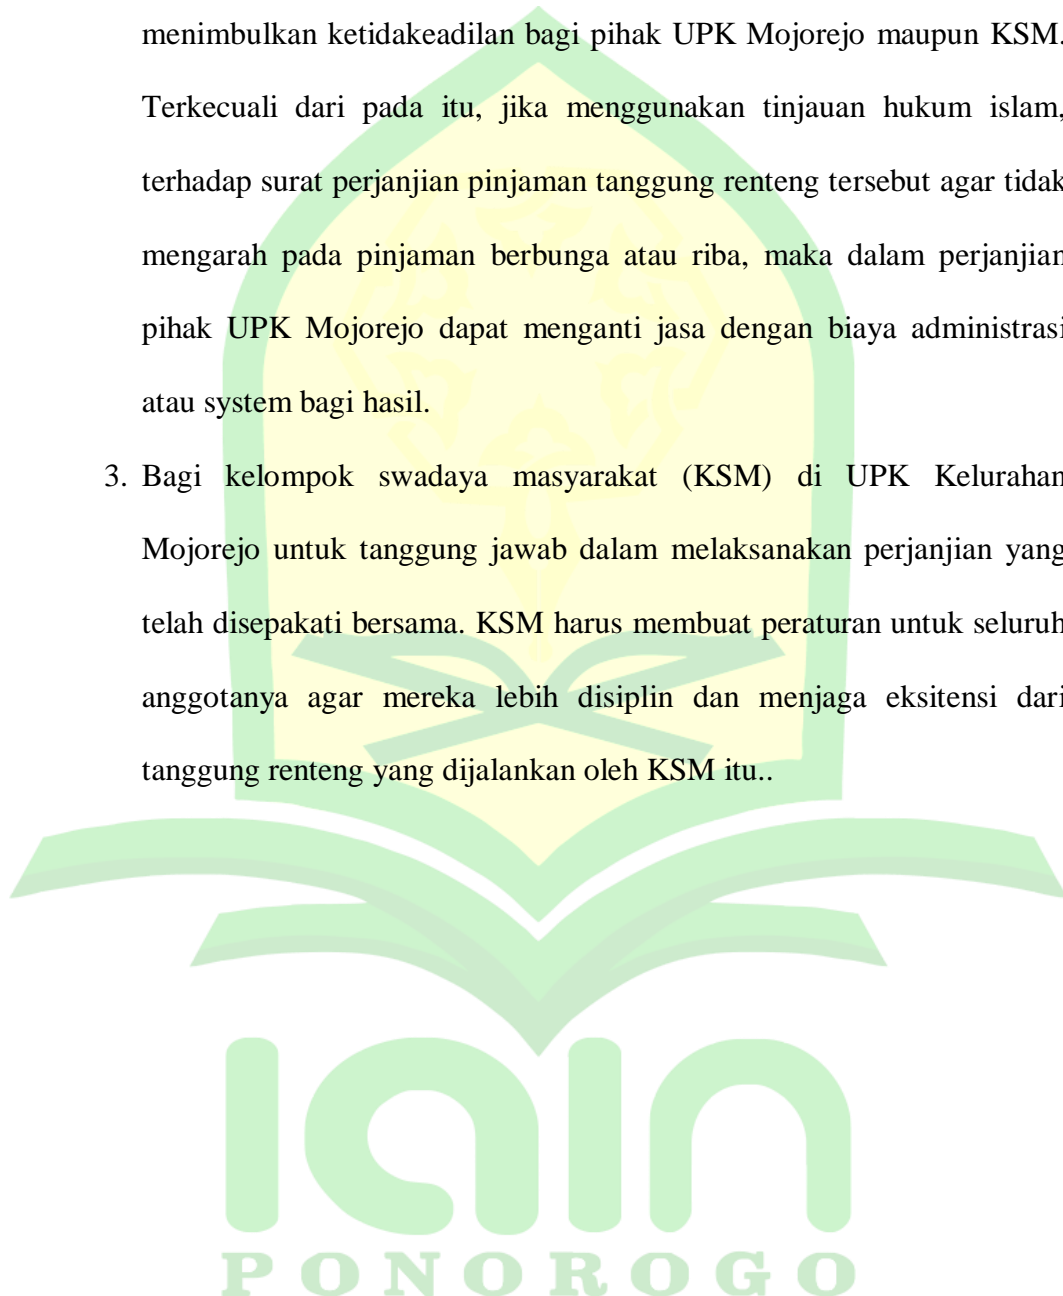 menimbulkan ketidakeadilan bagi pihak UPK Mojorejo maupun KSM.
Terkecuali dari pada itu, jika menggunakan tinjauan hukum islam,
terhadap surat perjanjian pinjaman tanggung renteng tersebut agar tidak
mengarah pada pinjaman berbunga atau riba, maka dalam perjanjian
pihak UPK Mojorejo dapat menganti jasa dengan biaya administrasi
atau system bagi hasil.
3. Bagi kelompok swadaya masyarakat (KSM) di UPK Kelurahan
Mojorejo untuk tanggung jawab dalam melaksanakan perjanjian yang
telah disepakati bersama. KSM harus membuat peraturan untuk seluruh
anggotanya agar mereka lebih disiplin dan menjaga eksitensi dari
tanggung renteng yang dijalankan oleh KSM itu..
iain
PONOROGO